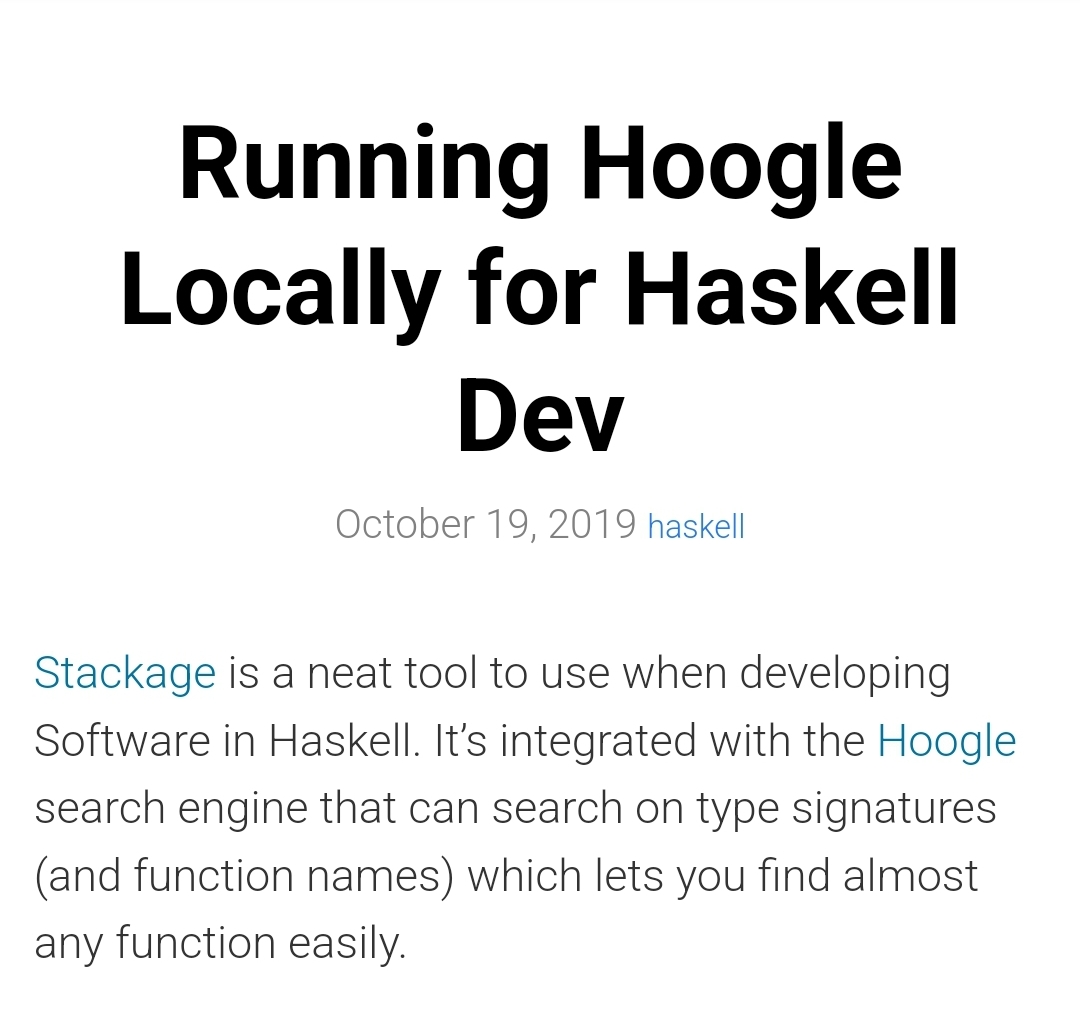 Running Hoogle
Locally for Haskell
Dev
October 19, 2019 haskell
Stackage is a neat tool to use when developing
Software in Haskell. It’s integrated with the Hoogle
search engine that can search on type signatures
(and function names) which lets you find almost
any function easily.